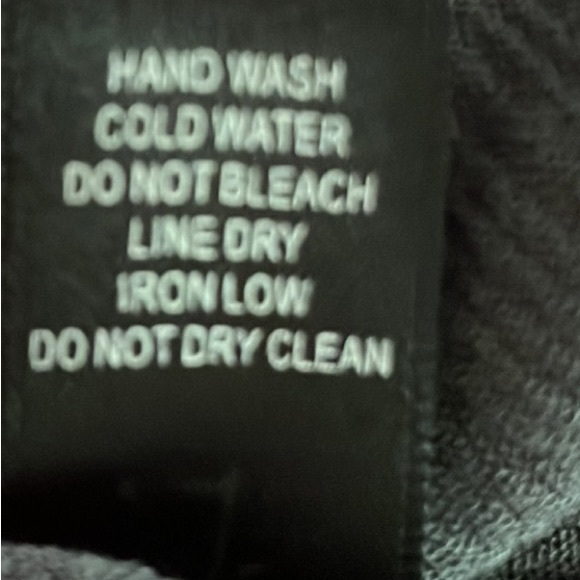 HAND WASH
COLD WATER
DO NOT BLEACH
LINE DRY
IRON LOW
DO NOT DRY CLEAN